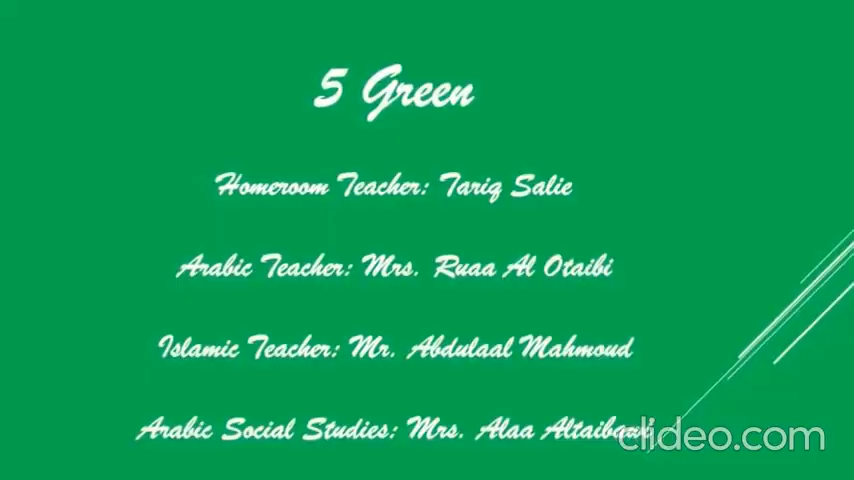 5 Green
Homeroom Teacher: Tariq Salie
Arabic Teacher: Mrs. Ruaa Al Otaibi
Islamic Teacher: Mr. Abdulaal Mahmoud
Arabic Social Studies: Mrs. Alaa
clideo.com